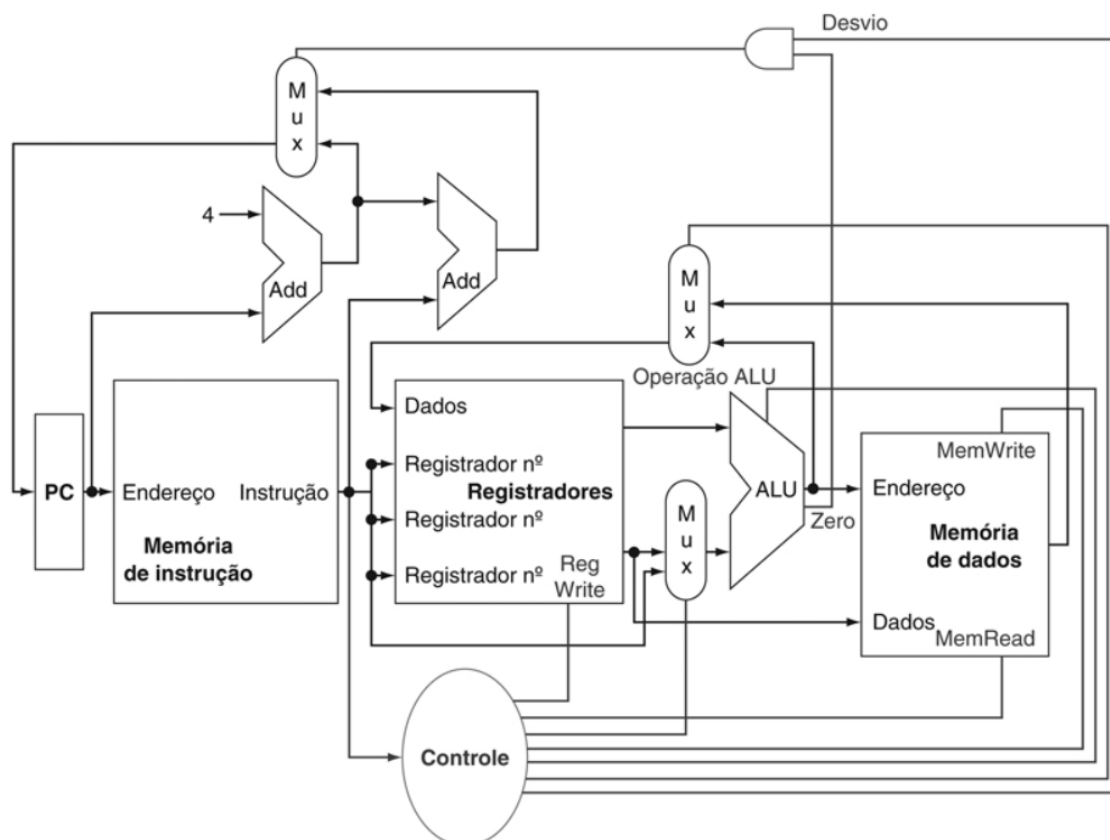 Desvio
M
u
x
4
Add
Add
M
u
x
Operação ALU
Dados
Registrador nº
Registradores
Registrador nº
Registrador nº
Reg
Write
PC
Endereço
Instrução
Memória
de instrução
M
u
x
ALU
Zero
MemWrite
Endereço
Memória
de dados
Dados
MemRead
Controle